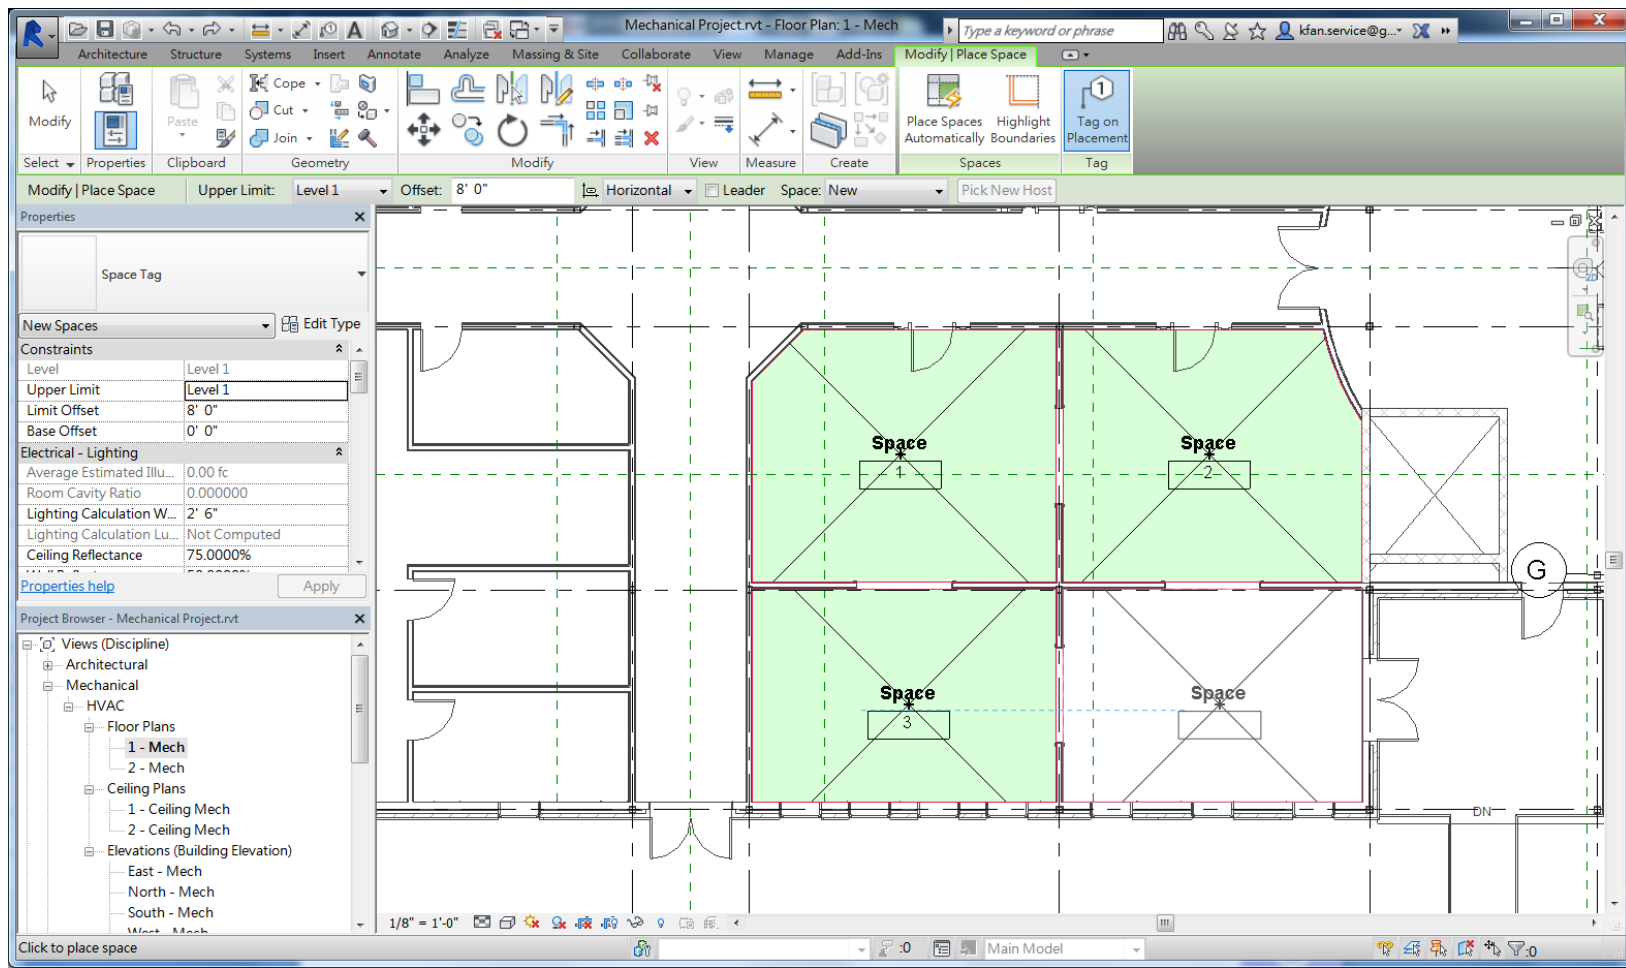 Mechanical Project.rvt - Floor Plan: 1 - Mech
Type a keyword or phrase
kfan.service@g...
Architecture Structure Systems Insert Annotate Analyze Massing & Site Collaborate View Manage Add-Ins Modify | Place Space
Modify
Paste
Cope
Cut
Join
Place Spaces Automatically
Highlight Boundaries
1
Tag on Placement
Select Properties Clipboard Geometry Modify View Measure Create Spaces Tag
Modify | Place Space Upper Limit: Level 1 Offset: 8' 0" Horizontal Leader Space: New Pick New Host
Properties
Space Tag
New Spaces Edit Type
Constraints
Level Level 1
Upper Limit Level 1
Limit Offset 8' 0"
Base Offset 0' 0"
Electrical - Lighting
Average Estimated Illu... 0.00 fc
Room Cavity Ratio 0.000000
Lighting Calculation W... 2' 6"
Lighting Calculation Lu... Not Computed
Ceiling Reflectance 75.0000%
Properties help Apply
Project Browser - Mechanical Project.rvt
Views (Discipline)
Architectural
Mechanical
HVAC
Floor Plans
1 - Mech
2 - Mech
Ceiling Plans
1 - Ceiling Mech
2 - Ceiling Mech
Elevations (Building Elevation)
East - Mech
North - Mech
South - Mech
West - Mech
Space
1
Space
2
Space
3
Space
G
DN
2D
1/8" = 1'-0"
Click to place space
:0
Main Model
:0